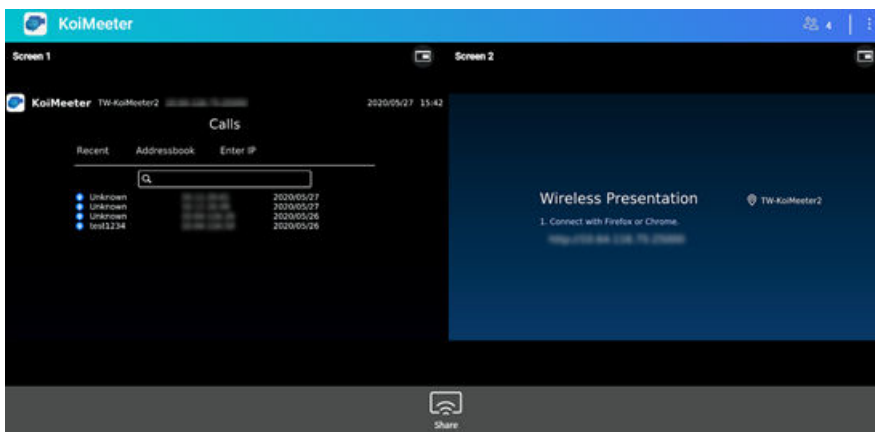 KoiMeeter
4
Screen 1
Screen 2
KoiMeeter TW-KoiMeeter2 2020/05/27 15:42
Calls
Recent Addressbook Enter IP
Unknown 2020/05/27
Unknown 2020/05/27
Unknown 2020/05/26
test1234 2020/05/26
Wireless Presentation
TW-KoiMeeter2
1. Connect with Firefox or Chrome.
Share